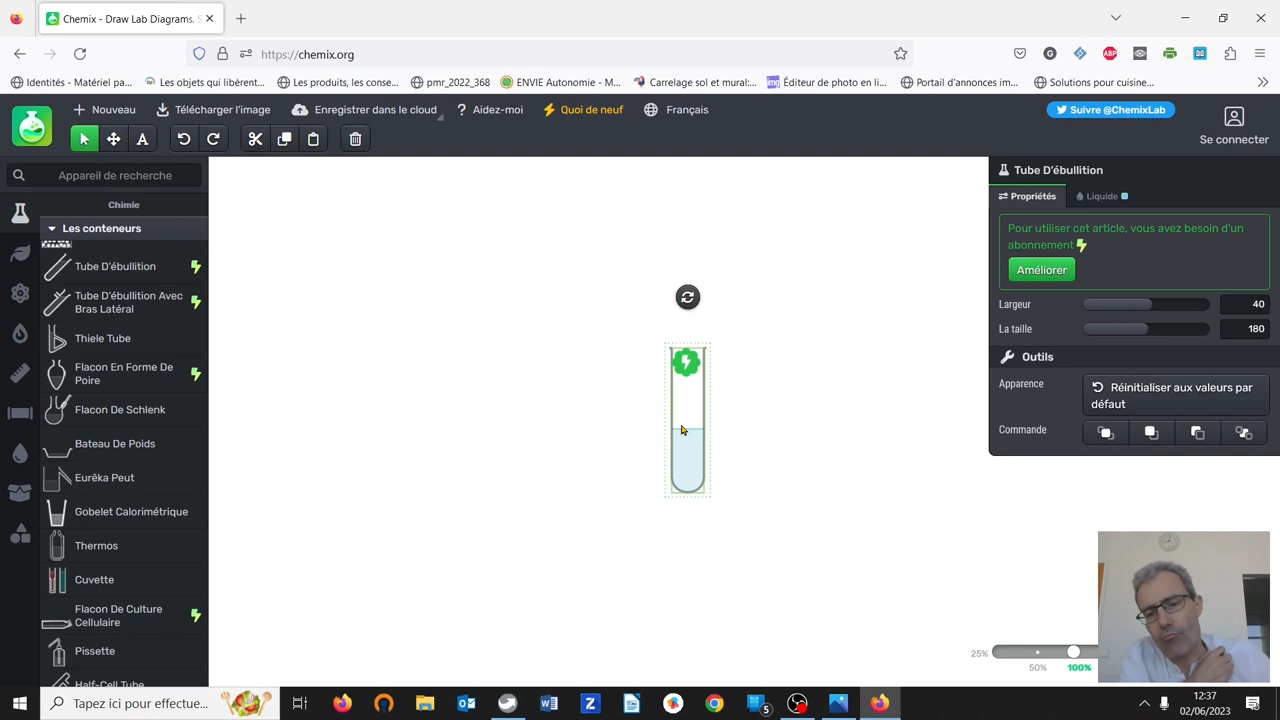 Chemix - Draw Lab Diagrams. S
https://chemix.org
Identités - Matériel pa...
Les objets qui libèrent...
Les produits, les conse...
pmr_2022_368
ENVIE Autonomie - M...
Carrelage sol et mural:...
Éditeur de photo en li...
Portail d'annonces im...
Solutions pour cuisine...
Nouveau
Télécharger l'image
Enregistrer dans le cloud
? Aidez-moi
Quoi de neuf
Français
Suivre @ChemixLab
Se connecter
Appareil de recherche
Chimie
Les conteneurs
Tube D'ébullition
Tube D'ébullition Avec
Bras Latéral
Thiele Tube
Flacon En Forme De
Poire
Flacon De Schlenk
Bateau De Poids
Eurêka Peut
Gobelet Calorimétrique
Thermos
Cuvette
Flacon De Culture
Cellulaire
Pissette
Half-Cell Tube
Tube D'ébullition
Propriétés
Liquide
Pour utiliser cet article, vous avez besoin d'un
abonnement
Améliorer
Largeur 40
La taille 180
Outils
Apparence
Réinitialiser aux valeurs par
défaut
Commande
25%
50%
100%
Tapez ici pour effectue...
5
12:37
02/06/2023